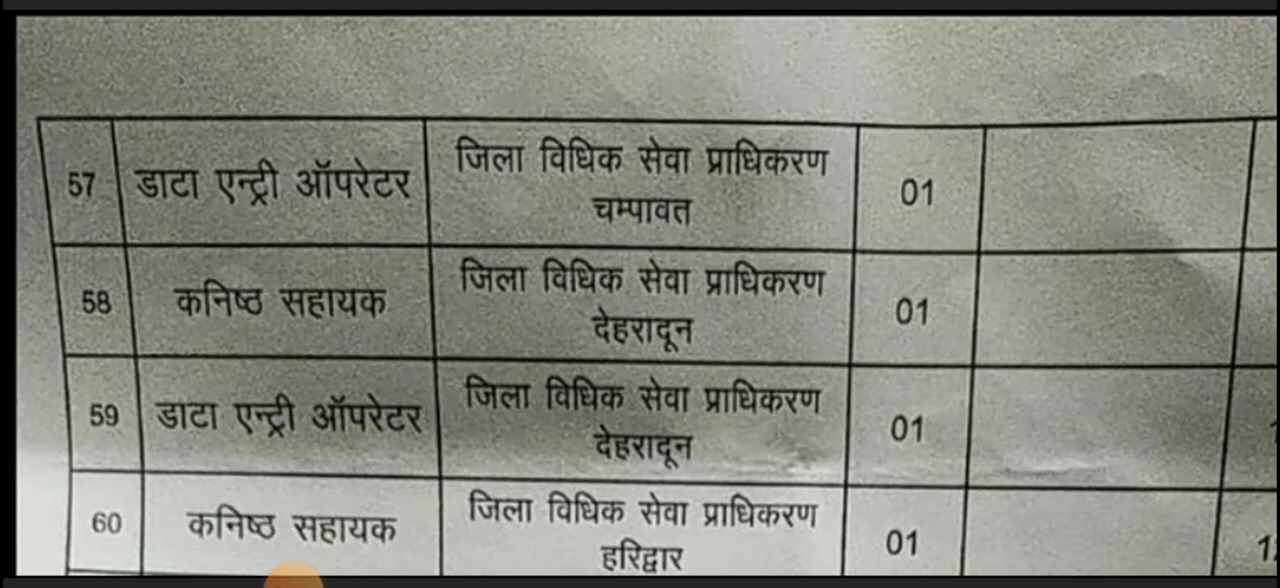 57 डाटा एन्ट्री ऑपरेटर जिला विधिक सेवा प्राधिकरण 01
चम्पावत
58 कनिष्ठ सहायक जिला विधिक सेवा प्राधिकरण 01
देहरादून
59 डाटा एन्ट्री ऑपरेटर जिला विधिक सेवा प्राधिकरण 01
देहरादून
60 कनिष्ठ सहायक जिला विधिक सेवा प्राधिकरण 01
हरिद्वार